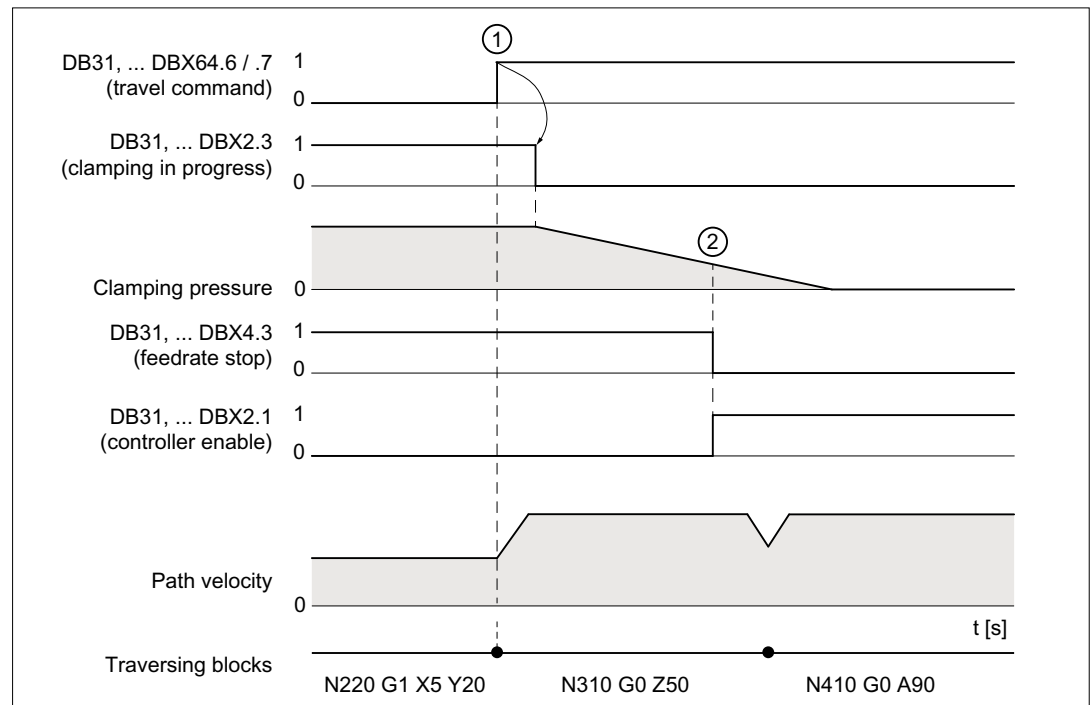 1
DB31, ... DBX64.6 / .7 1
(travel command)
0
DB31, ... DBX2.3 1
(clamping in progress)
0
2
Clamping pressure 0
DB31, ... DBX4.3 1
(feedrate stop)
0
DB31, ... DBX2.1 1
(controller enable)
0
Path velocity
0
t [s]
Traversing blocks
N220 G1 X5 Y20 N310 G0 Z50 N410 G0 A90